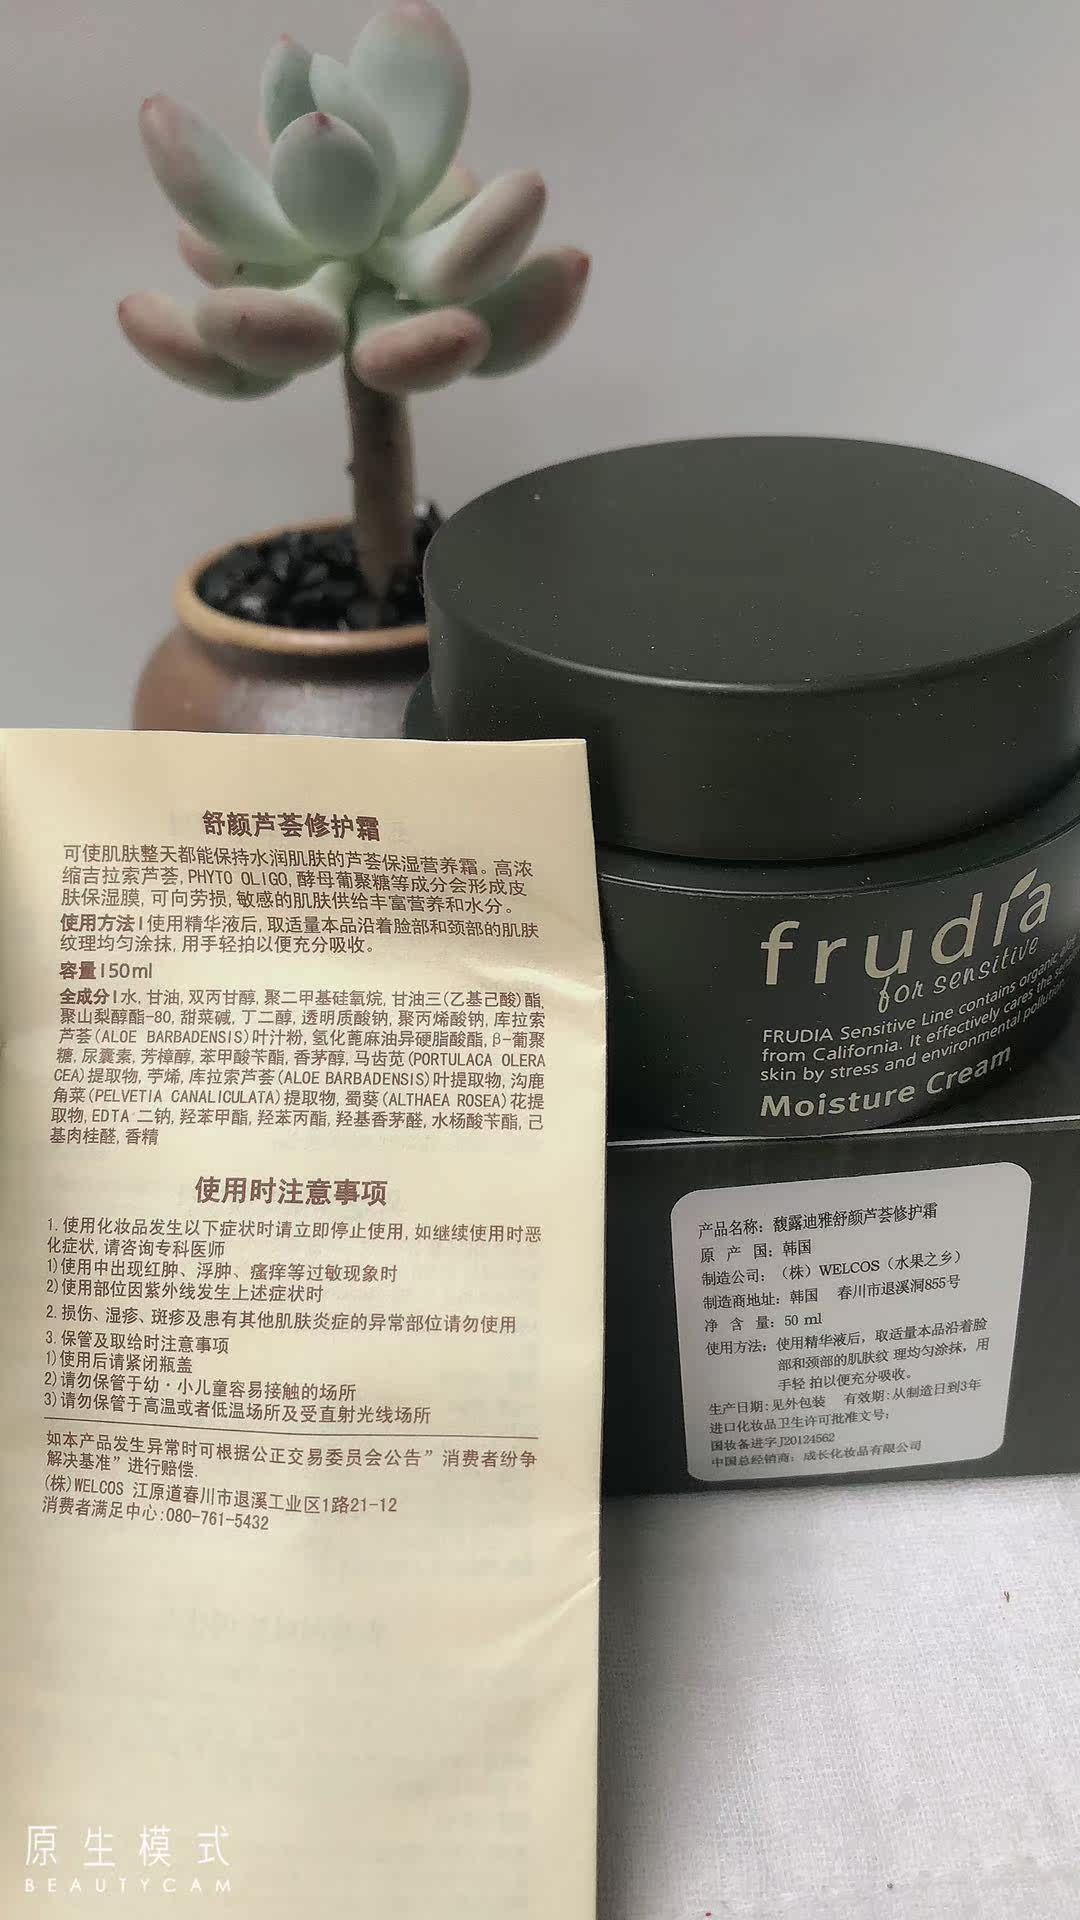 舒颜芦荟修护霜
可使肌肤整天都能保持水润肌肤的芦荟保湿营养霜。高浓
缩吉拉索芦荟, PHYTO OLIGO, 酵母葡聚糖等成分会形成皮
肤保湿膜, 可向劳损, 敏感的肌肤供给丰富营养和水分。
使用方法 | 使用精华液后, 取适量本品沿着脸部和颈部的肌肤
纹理均匀涂抹, 用手轻拍以便充分吸收。
容量 | 50ml
全成分 | 水, 甘油, 双丙甘醇, 聚二甲基硅氧烷, 甘油三(乙基己酸)酯,
聚山梨醇酯-80, 甜菜碱, 丁二醇, 透明质酸钠, 聚丙烯酸钠, 库拉索
芦荟(ALOE BARBADENSIS)叶汁粉, 氢化蓖麻油异硬脂酸酯, β-葡聚
糖, 尿囊素, 芳樟醇, 苯甲酸苄酯, 香茅醇, 马齿苋(PORTULACA OLERA
CEA)提取物, 苧烯, 库拉索芦荟(ALOE BARBADENSIS)叶提取物, 沟鹿
角菜(PELVETIA CANALICULATA)提取物, 蜀葵(ALTHAEA ROSEA)花提
取物, EDTA 二钠, 羟苯甲酯, 羟苯丙酯, 羟基香茅醛, 水杨酸苄酯, 己
基肉桂醛, 香精
使用时注意事项
1. 使用化妆品发生以下症状时请立即停止使用, 如继续使用时恶
化症状, 请咨询专科医师
1)使用中出现红肿、浮肿、瘙痒等过敏现象时
2)使用部位因紫外线发生上述症状时
2. 损伤、湿疹、斑疹及患有其他肌肤炎症的异常部位请勿使用
3. 保管及取给时注意事项
1)使用后请紧闭瓶盖
2)请勿保管于幼·小儿童容易接触的场所
3)请勿保管于高温或者低温场所及受直射光线场所
如本产品发生异常时可根据公正交易委员会公告”消费者纷争
解决基准”进行赔偿.
(株)WELCOS 江原道春川市退溪工业区1路21-12
消费者满足中心:080-761-5432
frudia
for sensitive
FRUDIA Sensitive Line contains organic
from California. It effectively cares the
skin by stress and environmental pollution
Moisture Cream
产品名称：馥露迪雅舒颜芦荟修护霜
原 产 国：韩国
制造公司：（株）WELCOS（水果之乡）
制造商地址：韩国 春川市退溪洞855号
净 含 量：50 ml
使用方法：使用精华液后，取适量本品沿着脸
部和颈部的肌肤纹 理均匀涂抹，用
手轻 拍以便充分吸收。
生产日期：见外包装 有效期：从制造日到3年
进口化妆品卫生许可批准文号：
国妆备进字J20124562
中国总经销商：成长化妆品有限公司
原生模式
BEAUTYCAM